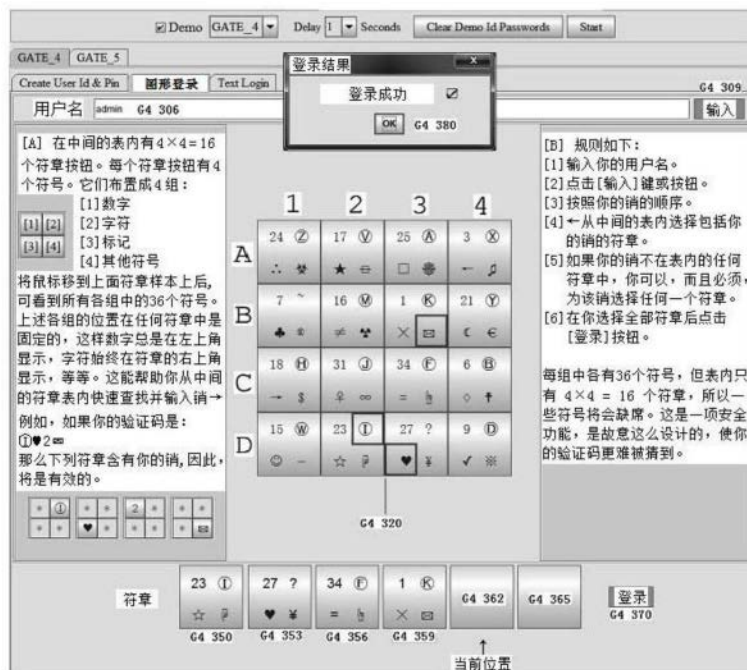 Demo GATE_4 Delay 1 Seconds Clear Demo Id Passwords Start
GATE_4 GATE_5
Create User Id & Pin 图形登录 Text Login
G4 309
用户名 admin G4 306 输入
登录结果
登录成功
OK G4 380
[A] 在中间的表内有4×4=16
个符章按钮。每个符章按钮有4
个符号。它们布置成4组:
[1] [2]
[3] [4]
[1]数字
[2]字符
[3]标记
[4]其他符号
将鼠标移到上面符章样本上后,
可看到所有各组中的36个符号。
上述各组的位置在任何符章中是
固定的，这样数字总是在左上角
显示，字符始终在符章的右上角
显示，等等。这能帮助你从中间
的符章表内快速查找并输入销→
例如，如果你的验证码是:
Ⓘ♥2✉
那么下列符章含有你的销,因此,
将是有效的。
* Ⓘ * * 2 * * *
* * ♥ * * * * ✉
1 2 3 4
A
24 Ⓩ 17 Ⓥ 25 Ⓐ 3 Ⓧ
B
7 ~ 16 Ⓜ 1 Ⓚ 21 Ⓨ
♣ ≠ ☢ ✉ ☾ €
C
18 Ⓗ 31 Ⓙ 34 Ⓕ 6 Ⓑ
→ $ ♀ ∞ = ◇ ✝
D
15 Ⓦ 23 Ⓘ 27 ? 9 Ⓓ
☺ − ☆ ♥ ¥ ✓ ※
G4 320
[B] 规则如下:
[1]输入你的用户名。
[2]点击[输入]键或按钮。
[3]按照你的销的顺序。
[4]←从中间的表内选择包括你
的销的符章。
[5]如果你的销不在表内的任何
符章中，你可以，而且必须，
为该销选择任何一个符章。
[6]在你选择全部符章后点击
[登录]按钮。
每组中各有36个符号，但表内只
有 4×4 = 16 个符章，所以一
些符号将会缺席。这是一项安全
功能，是故意这么设计的，使你
的验证码更难被猜到。
符章
23 Ⓘ 27 ? 34 Ⓕ 1 Ⓚ
☆ ♥ ¥ = ✉
G4 362 G4 365
登录
G4 350 G4 353 G4 356 G4 359 G4 370
↑
当前位置